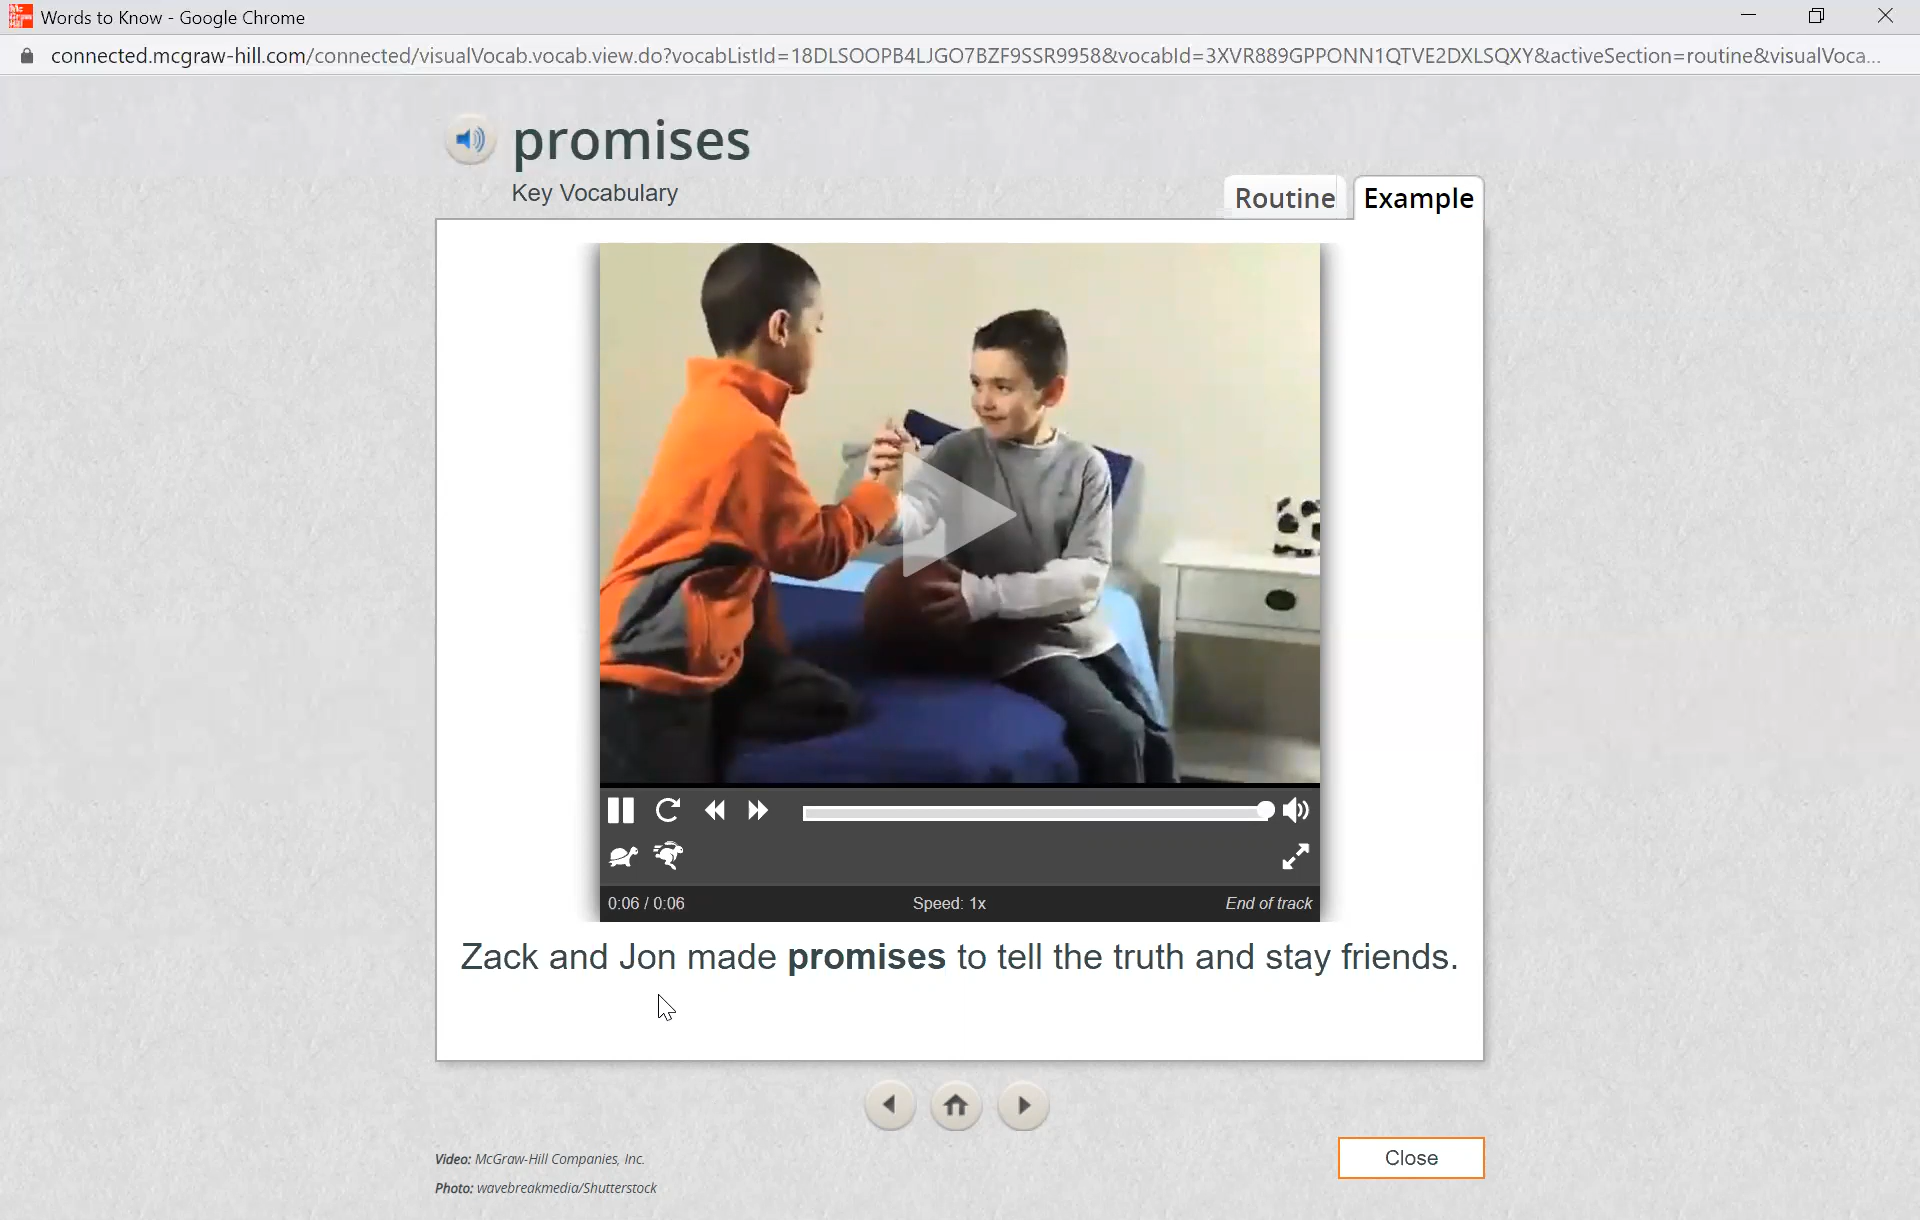 Words to Know - Google Chrome
connected.mcgraw-hill.com/connected/visualVocab.vocab.view.do?vocabListId=18DLSOOPB4LJGO7BZF9SSR9958&vocabId=3XVR889GPPONN1QTVE2DXLSQXY&activeSection=routine&visualVoca...
promises
Key Vocabulary
Routine
Example
0:06 / 0:06
Speed: 1x
End of track
Zack and Jon made promises to tell the truth and stay friends.
Video: McGraw-Hill Companies, Inc.
Close
Photo: wavebreakmedia/Shutterstock